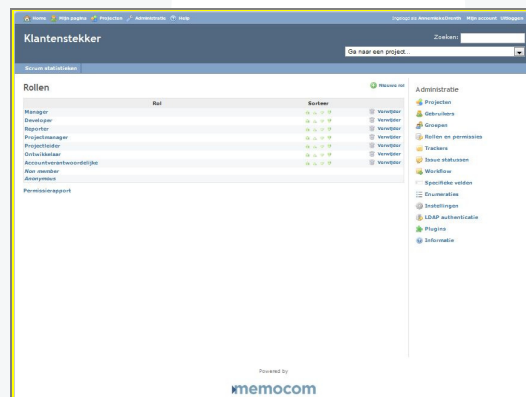 Home Mijn pagina Projecten Administratie Help
Ingelogd als AnnemiekeDrenth Mijn account Uitloggen
Klantenstekker
Zoeken:
Ga naar een project...
Scrum statistieken
Rollen
Nieuwe rol
Rol Sorteer
Manager Verwijder
Developer Verwijder
Reporter Verwijder
Projectmanager Verwijder
Projectleider Verwijder
Ontwikkelaar Verwijder
Accountverantwoordelijke Verwijder
Non member
Anonymous
Permissierapport
Administratie
Projecten
Gebruikers
Groepen
Rollen en permissies
Trackers
Issue statussen
Workflow
Specifieke velden
Enumeraties
Instellingen
LDAP authenticatie
Plugins
Informatie
Powered by
memocom